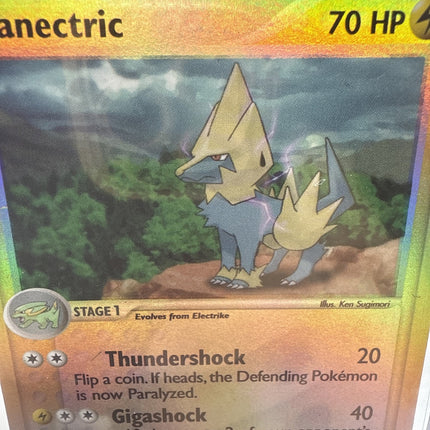 anectric 70 HP
Illus. Ken Sugimori
STAGE 1 Evolves from Electrike
Thundershock 20
Flip a coin. If heads, the Defending Pokémon
is now Paralyzed.
Gigashock 40